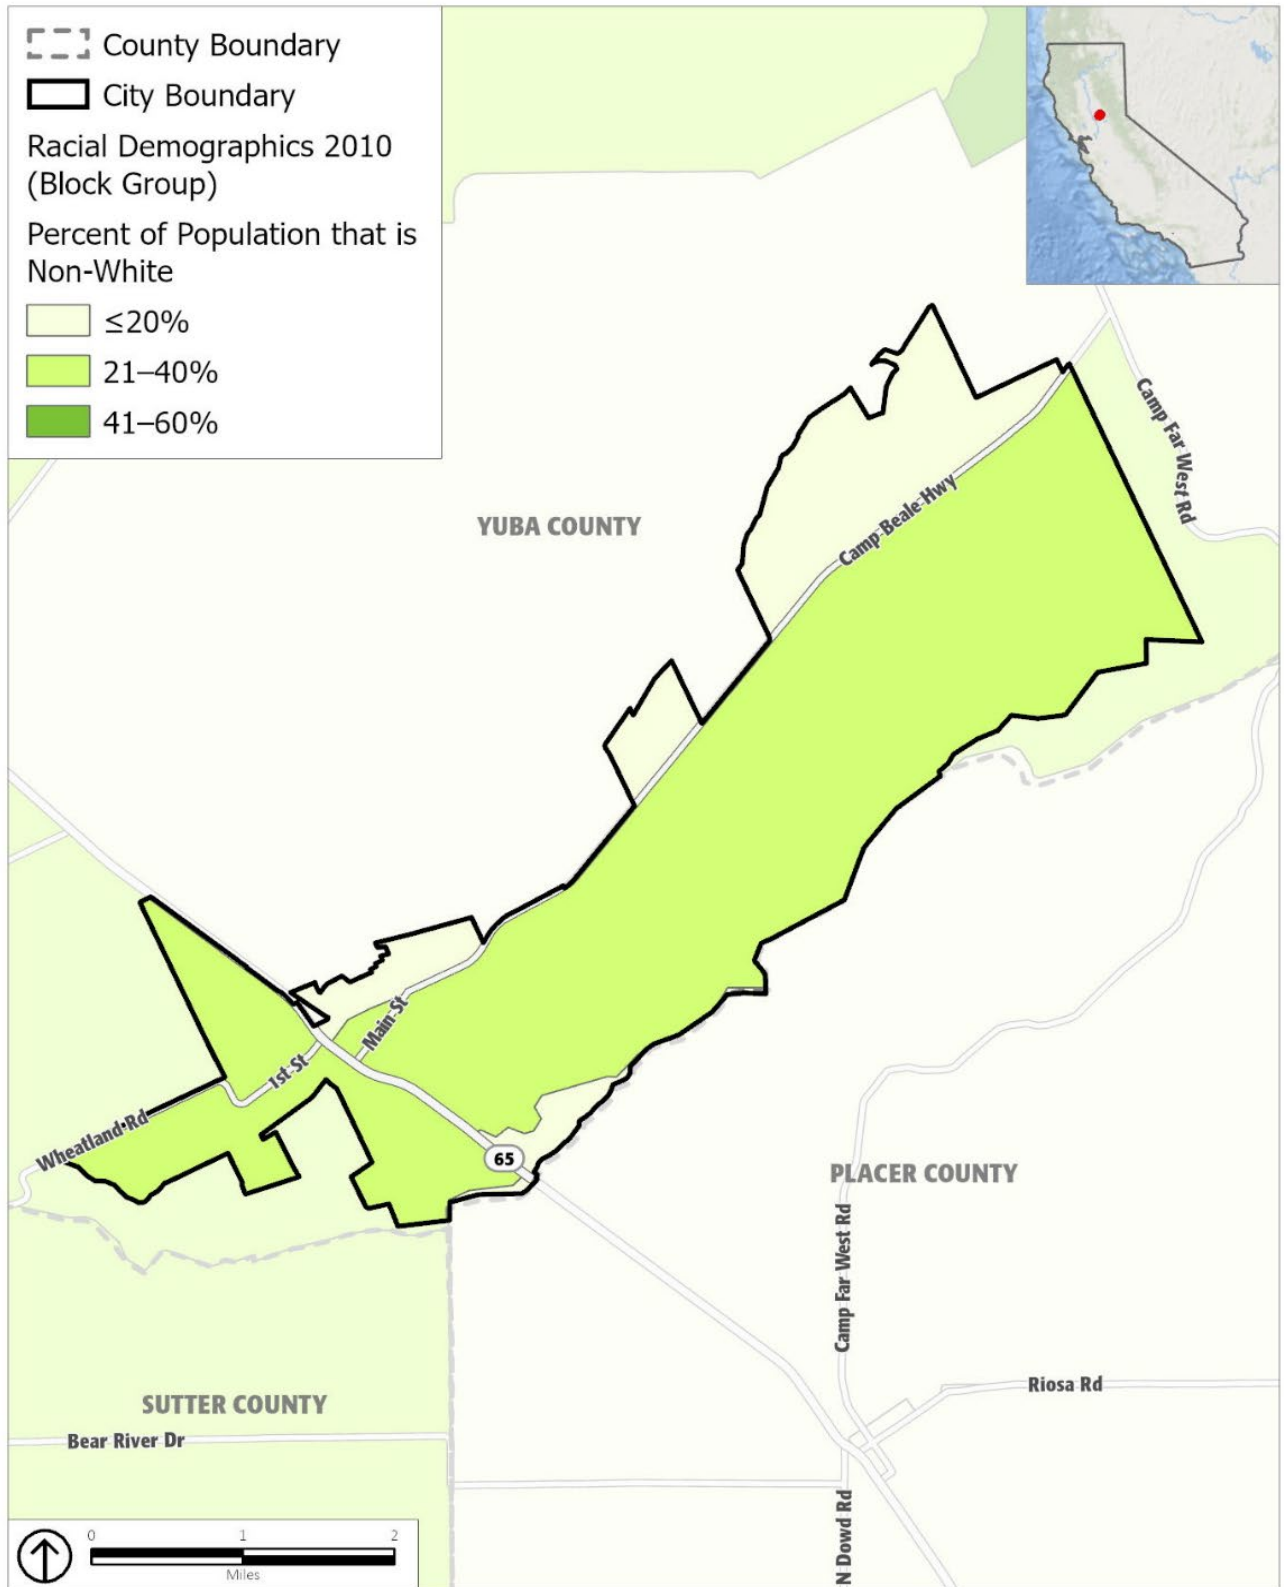 County Boundary
City Boundary
Racial Demographics 2010
(Block Group)
Percent of Population that is
Non-White
≤20%
21–40%
41–60%
Camp Far West Rd
YUBA COUNTY
Camp Beale Hwy
Main St
1st St
Wheatland Rd
65
PLACER COUNTY
Camp Far West Rd
Riosa Rd
SUTTER COUNTY
Bear River Dr
N Dowd Rd
0 1 2
Miles